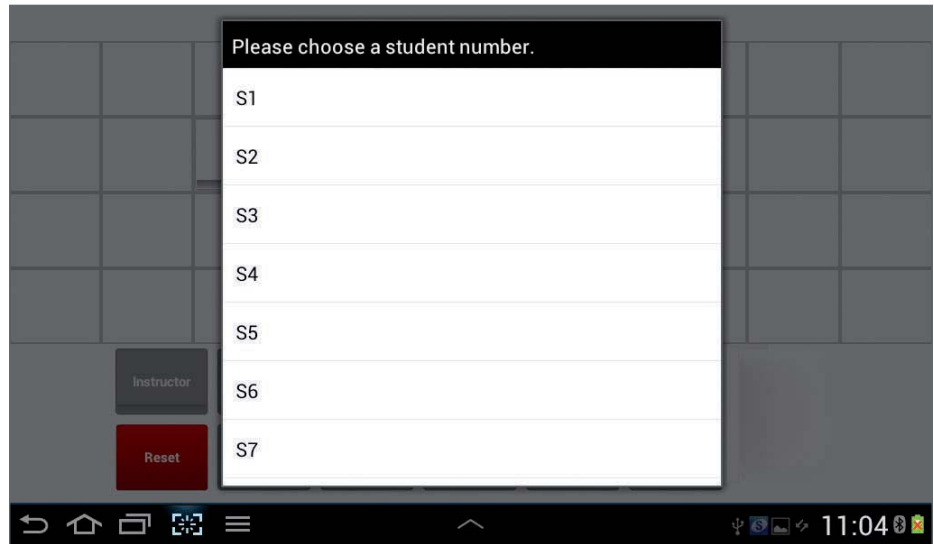 Please choose a student number.
S1
S2
S3
S4
S5
S6
S7
Instructor
Reset
11:04